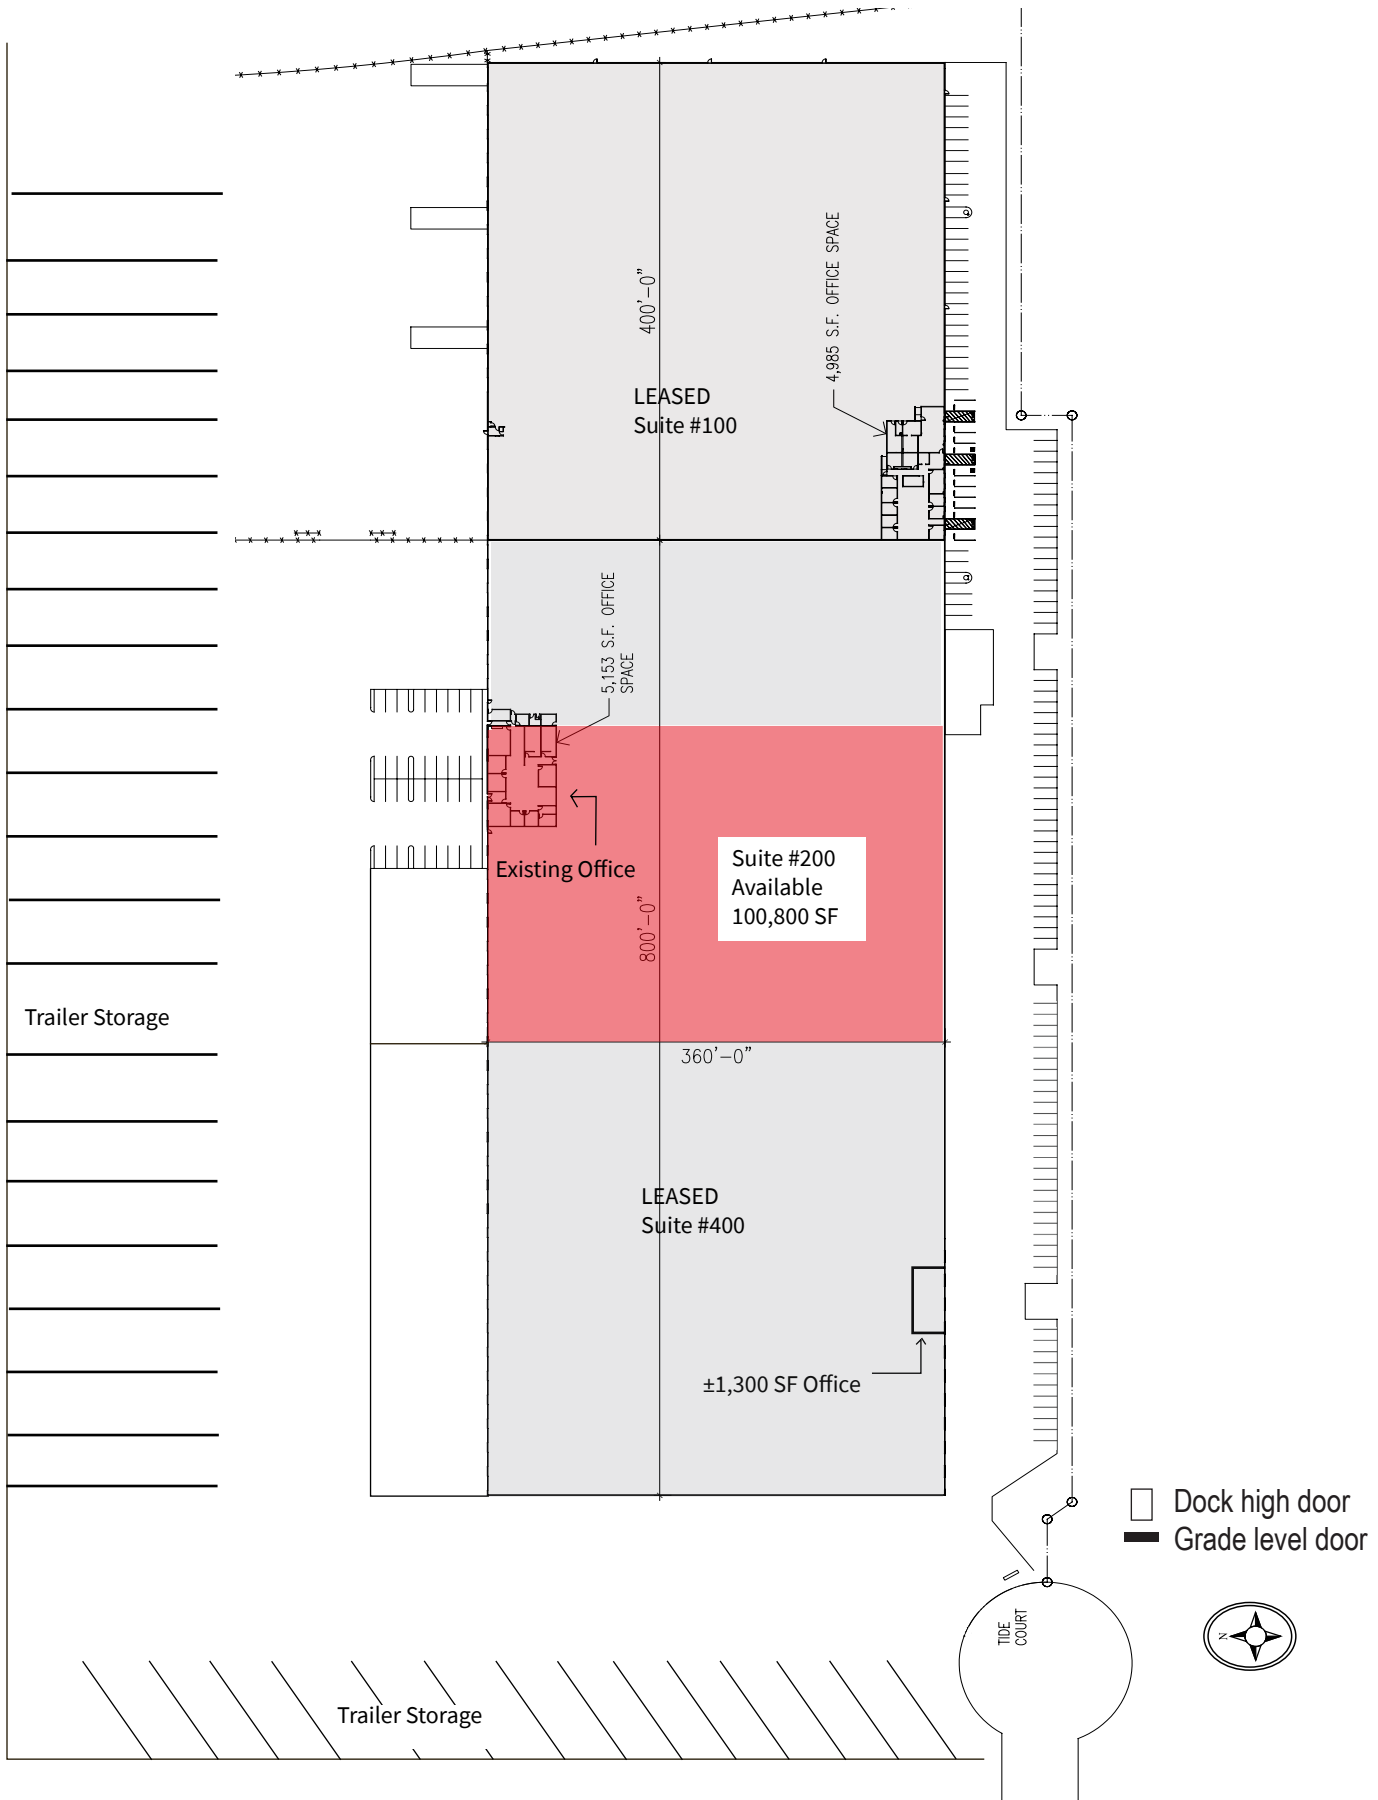 400'-0"
4,985 S.F. OFFICE SPACE
LEASED
Suite #100
5,153 S.F. OFFICE
SPACE
Existing Office
Suite #200
Available
100,800 SF
800'-0"
Trailer Storage
360'-0"
LEASED
Suite #400
±1,300 SF Office
Dock high door
Grade level door
TIDE
COURT
N
Trailer Storage